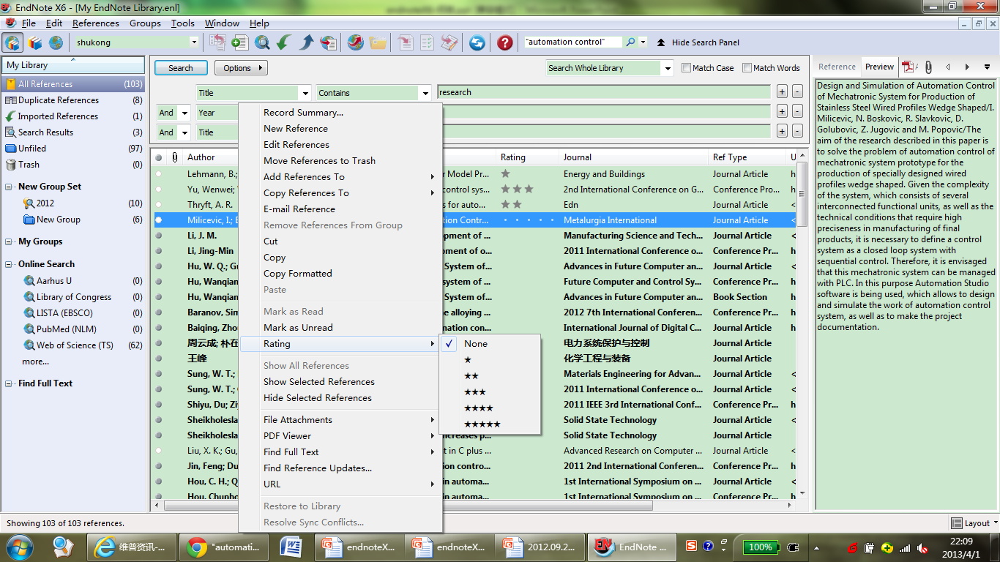 EndNote X6 - [My EndNote Library.enl]
File Edit References Groups Tools Window Help
shukong
"automation control"
Hide Search Panel
My Library
All References (103)
Duplicate References (8)
Imported References (3)
Search Results (3)
Unfiled (97)
Trash (0)
New Group Set
2012 (10)
New Group (6)
My Groups
Online Search
Aarhus U (0)
Library of Congress (0)
LISTA (EBSCO) (0)
PubMed (NLM) (0)
Web of Science (TS) (62)
more...
Find Full Text
Search Options Search Whole Library Match Case Match Words
Title Contains research + -
And Year + -
And Title + -
Author Rating Journal Ref Type U
Lehmann, B.; r Model Pr... ★ Energy and Buildings Journal Article h
Yu, Wenwei; control sys... ★★★ 2nd International Conference on G... Conference Pro... h
Thryft, A. R. s for auto... ★★ Edn Journal Article <
Milicevic, I.; tion Contr... Metalurgia International Journal Article <
Li, J. M. opment of ... Manufacturing Science and Tech... Journal Article <
Li, Jing-Min opment of o... 2011 International Conference o... Conference Pr... h
Hu, W. Q.; System of... Advances in Future Computer an... Journal Article <
Hu, Wanqian system of ... Future Computer and Control Sy... Conference Pr... h
Hu, Wanqian System of... Advances in Future Computer an... Book Section h
Baranov, Sim e alloying ... 2012 7th International Conferen... Conference Pr... h
Baiqing, Zho mation con... International Journal of Digital C... Journal Article h
周云成; 朴在 电力系统保护与控制 Journal Article
王峰 化学工程与装备 Journal Article
Sung, W. T.; Materials Engineering for Advan... Journal Article <
Sung, W. T.; 2011 International Conference o... Journal Article <
Shiyu, Du; 2011 IEEE 3rd International Conf... Conference Pr... h
Sheikholesla Solid State Technology Journal Article
Sheikholesla ncreases p... Solid State Technology Journal Article
Liu, X. K.; Gu, t in C plus ... Advanced Research on Computer ... Journal Article <
Jin, Feng; Du tion contro... 2011 2nd International Conferen... Conference Pr... h
Hou, C. H.; in automa... 1st International Symposium on ... Journal Article <
Hou, Chunbo in automa... 1st International Symposium on ... Conference Pr... h
Record Summary...
New Reference
Edit References
Move References to Trash
Add References To
Copy References To
E-mail Reference
Remove References From Group
Cut
Copy
Copy Formatted
Paste
Mark as Read
Mark as Unread
Rating
Show All References
Show Selected References
Hide Selected References
File Attachments
PDF Viewer
Find Full Text
Find Reference Updates...
URL
Restore to Library
Resolve Sync Conflicts...
None
★
★★
★★★
★★★★
★★★★★
Reference Preview
Design and Simulation of Automation Control
of Mechatronic System for Production of
Stainless Steel Wired Profiles Wedge Shaped/I.
Milicevic, N. Boskovic, R. Slavkovic, D.
Golubovic, Z. Jugovic and M. Popovic/The
aim of the research described in this paper is
to solve the problem of automation control of
mechatronic system prototype for the
production of specially designed wired
profiles wedge shaped. Given the complexity
of the system, which consists of several
interconnected functional units, as well as the
technical conditions that require high
preciseness in manufacturing of final
products, it is necessary to define a control
system as a closed loop system with
sequential control. Therefore, it is envisaged
that this mechatronic system can be managed
with PLC. In this purpose Automation Studio
software is being used, which allows to design
and simulate the work of automation control
system, as well as to make the project
documentation.
Showing 103 of 103 references.
Layout
维普资讯-...
"automati...
endnoteX...
endnoteX...
2012.09.2...
EndNote ...
100%
22:09
2013/4/1